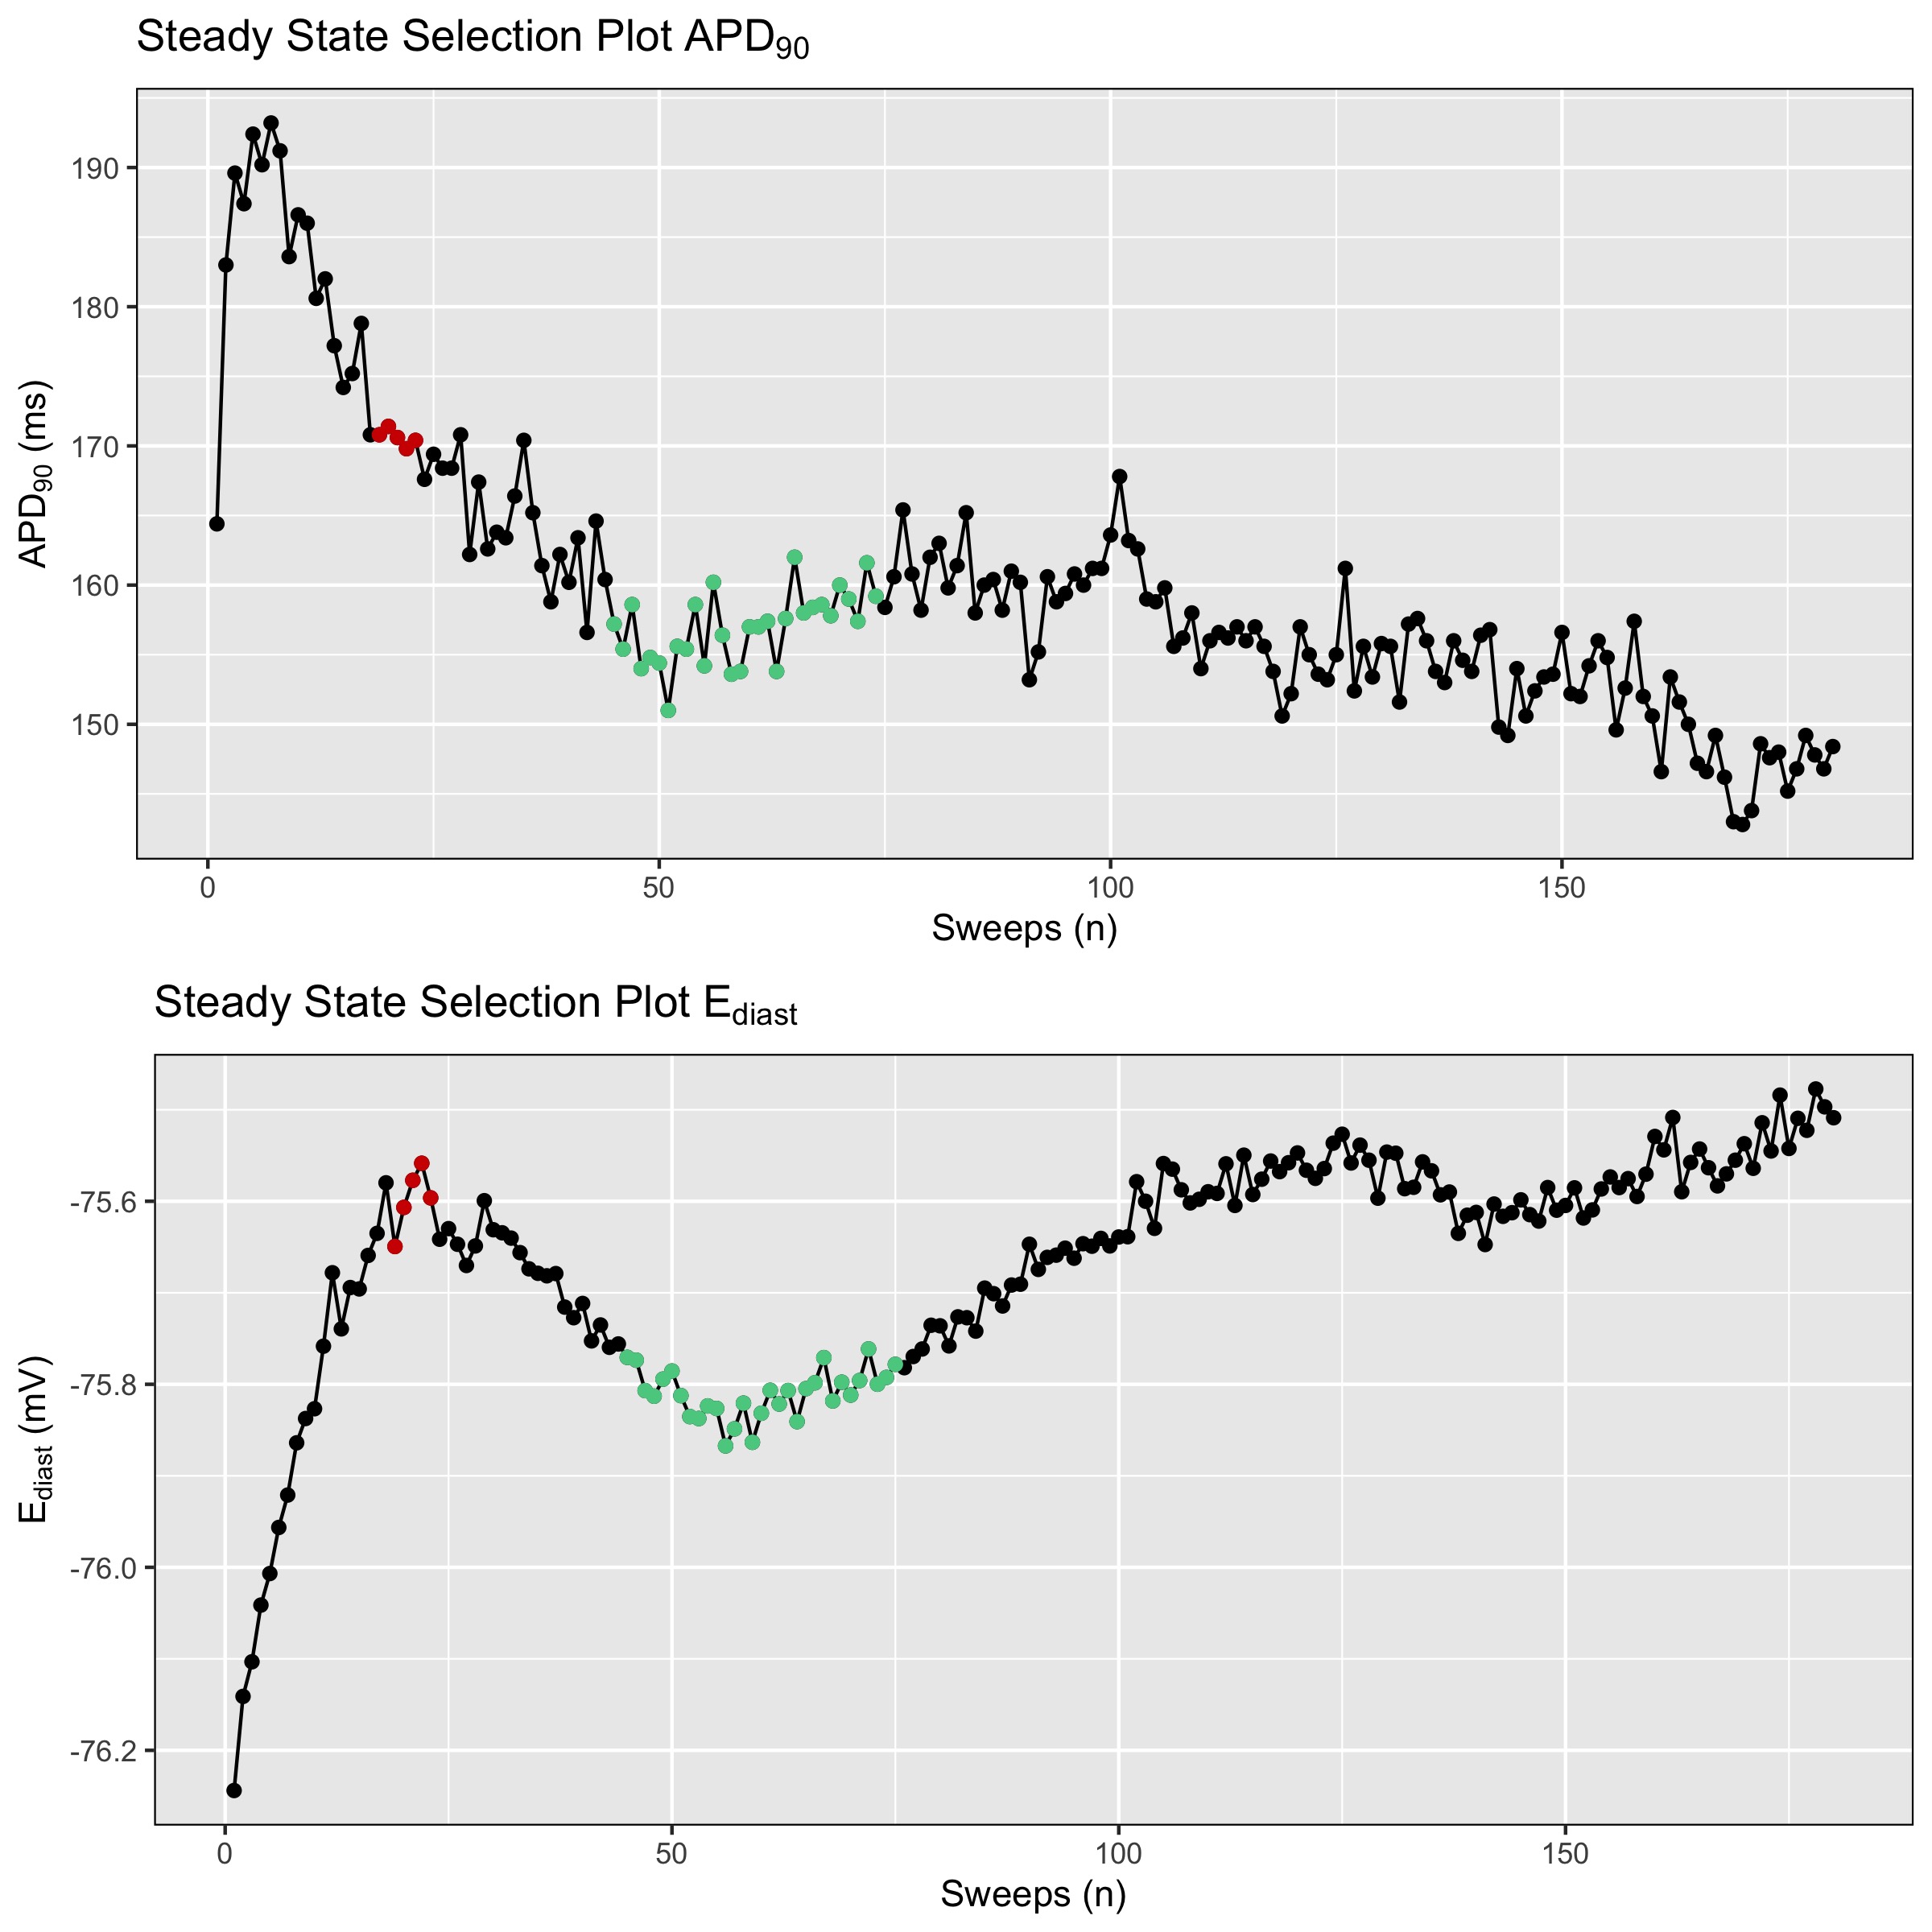 Steady State Selection Plot APD90
190
180
170
160
150
APD90 (ms)
0 50 100 150
Sweeps (n)
Steady State Selection Plot Ediast
-75.6
-75.8
-76.0
-76.2
Ediast (mV)
0 50 100 150
Sweeps (n)